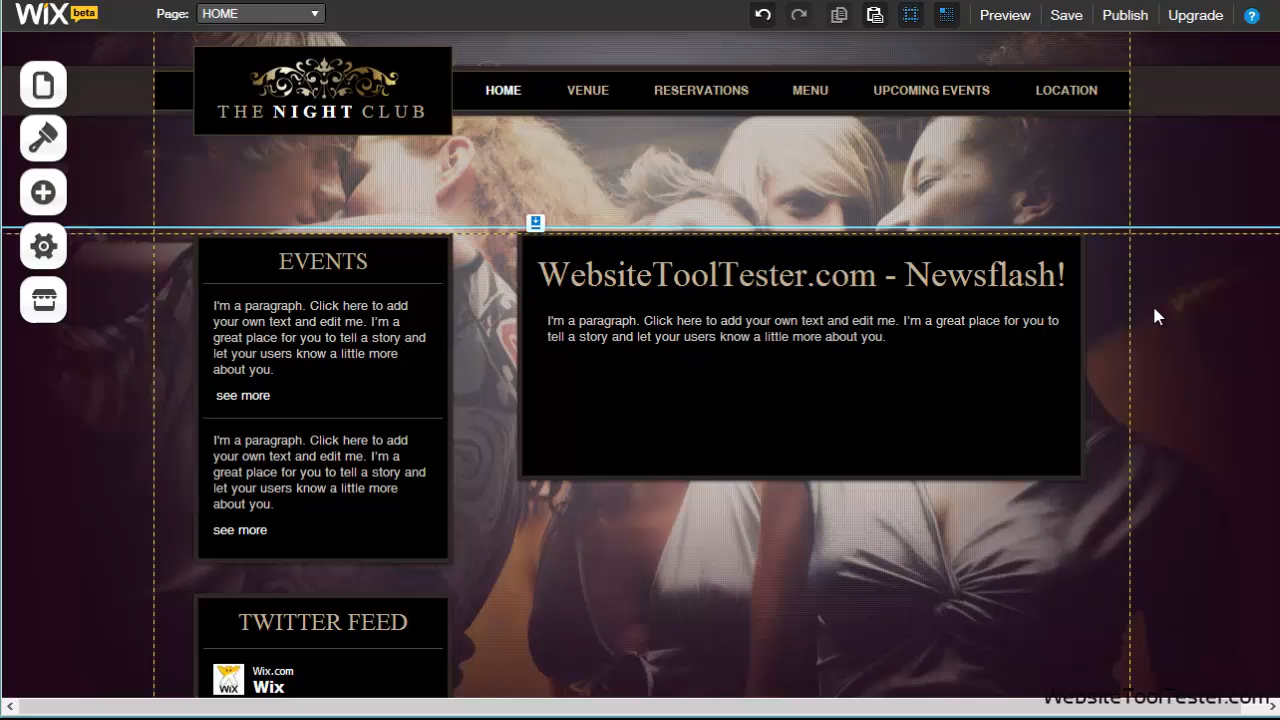 WiX beta
Page: HOME
Preview Save Publish Upgrade ?
THE NIGHT CLUB
HOME VENUE RESERVATIONS MENU UPCOMING EVENTS LOCATION
EVENTS
I'm a paragraph. Click here to add
your own text and edit me. I'm a
great place for you to tell a story and
let your users know a little more
about you.
see more
I'm a paragraph. Click here to add
your own text and edit me. I'm a
great place for you to tell a story and
let your users know a little more
about you.
see more
WebsiteToolTester.com - Newsflash!
I'm a paragraph. Click here to add your own text and edit me. I'm a great place for you to
tell a story and let your users know a little more about you.
TWITTER FEED
Wix.com
WiX
Wix
WebsiteToolTester.com